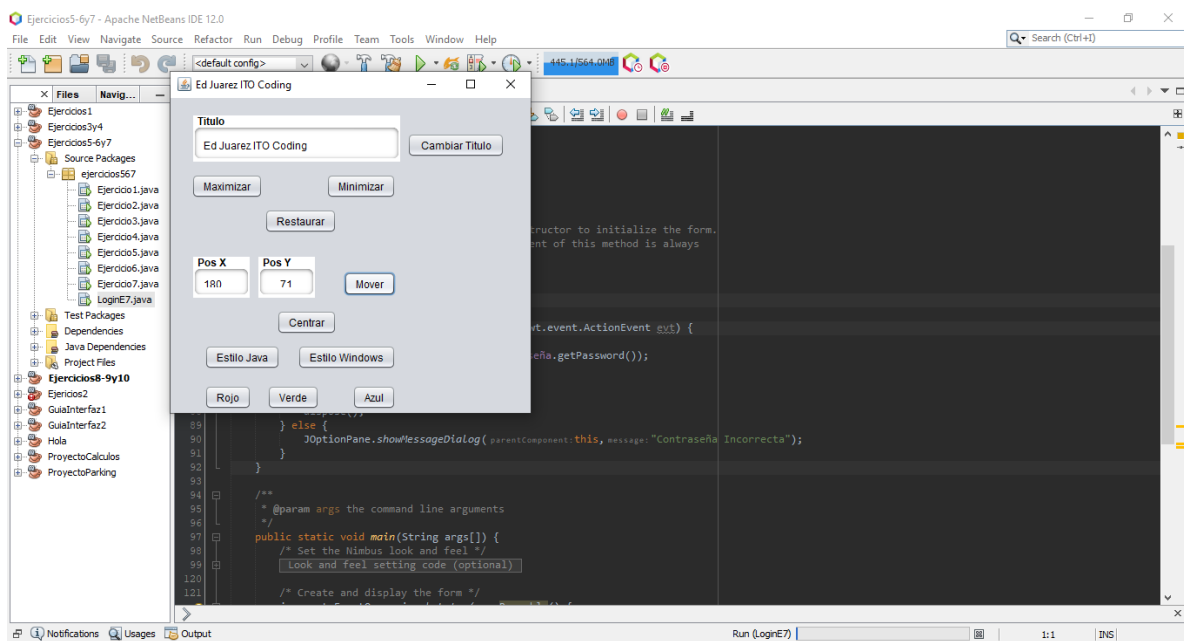 Ejercicios5-6y7 - Apache NetBeans IDE 12.0
File Edit View Navigate Source Refactor Run Debug Profile Team Tools Window Help
Search (Ctrl+I)
<default config>
445.1/564.0MB
Files Navig...
Ejercicios1
Ejercicios3y4
Ejercicios5-6y7
Source Packages
ejercicios567
Ejercicio1.java
Ejercicio2.java
Ejercicio3.java
Ejercicio4.java
Ejercicio5.java
Ejercicio6.java
Ejercicio7.java
LoginE7.java
Test Packages
Dependencies
Java Dependencies
Project Files
Ejercicios8-9y10
Ejericios2
GuiaInterfaz1
GuiaInterfaz2
Hola
ProyectoCalculos
ProyectoParking
Ed Juarez ITO Coding
Titulo
Ed Juarez ITO Coding
Cambiar Titulo
Maximizar Minimizar
Restaurar
Pos X Pos Y
180 71 Mover
Centrar
Estilo Java Estilo Windows
Rojo Verde Azul
tructor to initialize the form.
ent of this method is always
vt.event.ActionEvent evt) {
eña.getPassword());
dispose();
89 } else {
90 JOptionPane.showMessageDialog( parentComponent: this, message: "Contraseña Incorrecta");
91 }
92 }
93
94 /**
95 * @param args the command line arguments
96 */
97 public static void main(String args[]) {
98 /* Set the Nimbus look and feel */
99 Look and feel setting code (optional)
120
121 /* Create and display the form */
Notifications Usages Output
Run (LoginE7)
1:1 INS